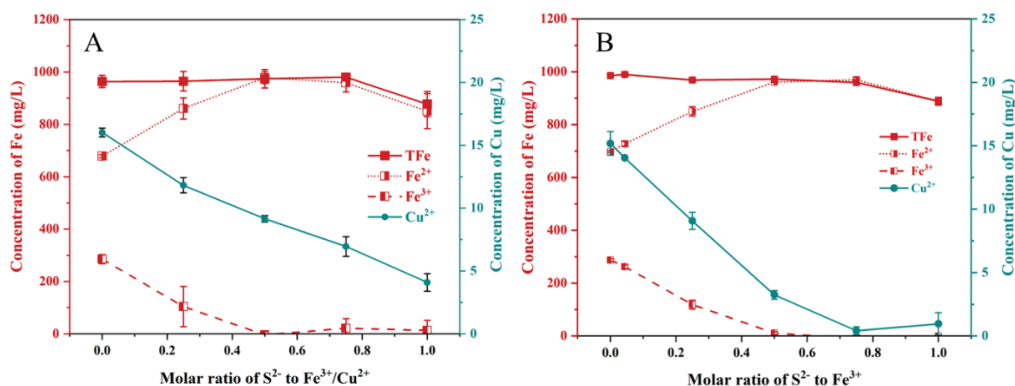 A
Concentration of Fe (mg/L)
1200
1000
800
600
400
200
0
0.0 0.2 0.4 0.6 0.8 1.0
Molar ratio of S²⁻ to Fe³⁺/Cu²⁺
25
20
15
10
5
0
Concentration of Cu (mg/L)
TFe
Fe²⁺
Fe³⁺
Cu²⁺
B
Concentration of Fe (mg/L)
1200
1000
800
600
400
200
0
0.0 0.2 0.4 0.6 0.8 1.0
Molar ratio of S²⁻ to Fe³⁺
25
20
15
10
5
0
Concentration of Cu (mg/L)
TFe
Fe²⁺
Fe³⁺
Cu²⁺